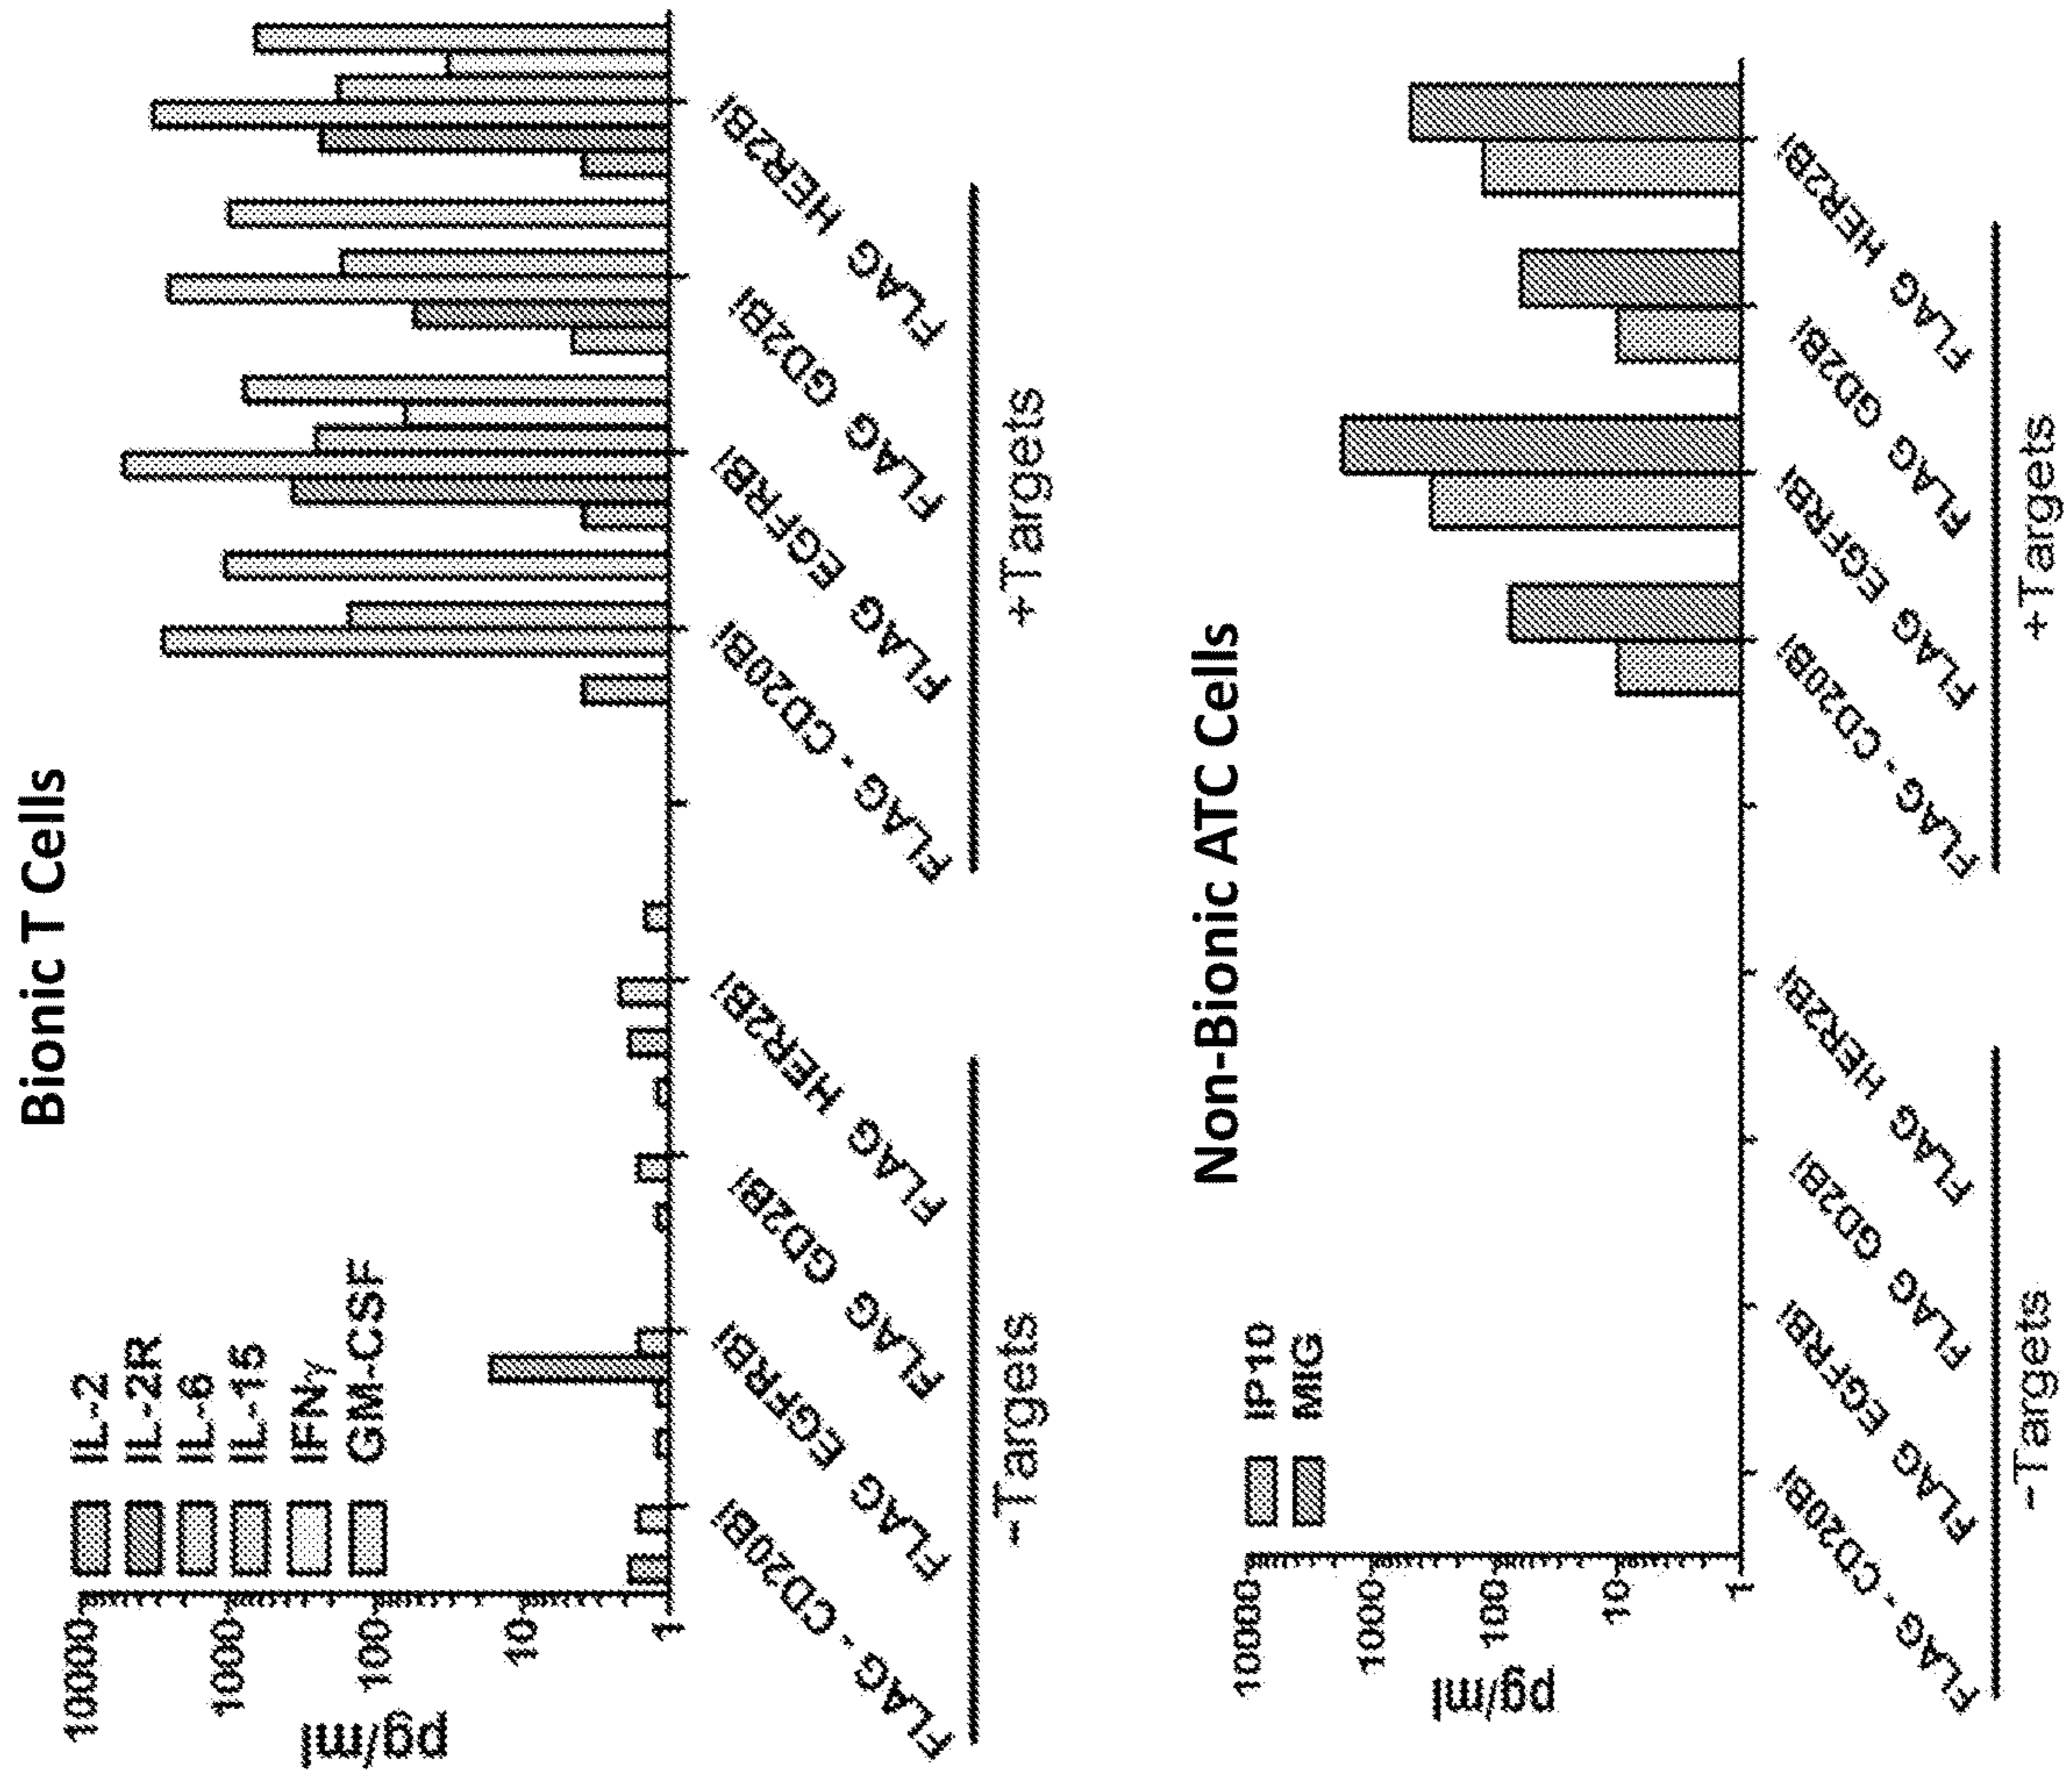 Bionic T Cells
IL-2
IL-2R
IL-6
IL-15
IFNγ
GM-CSF
pg/ml
10000
1000
100
10
1
FLAG - CD20Bi
FLAG EGFRBi
FLAG GD2Bi
FLAG HER2Bi
FLAG - CD20Bi
FLAG EGFRBi
FLAG GD2Bi
FLAG HER2Bi
-Targets
+Targets
Non-Bionic ATC Cells
IP10
MIG
pg/ml
10000
1000
100
10
1
FLAG - CD20Bi
FLAG EGFRBi
FLAG GD2Bi
FLAG HER2Bi
FLAG - CD20Bi
FLAG EGFRBi
FLAG GD2Bi
FLAG HER2Bi
-Targets
+Targets